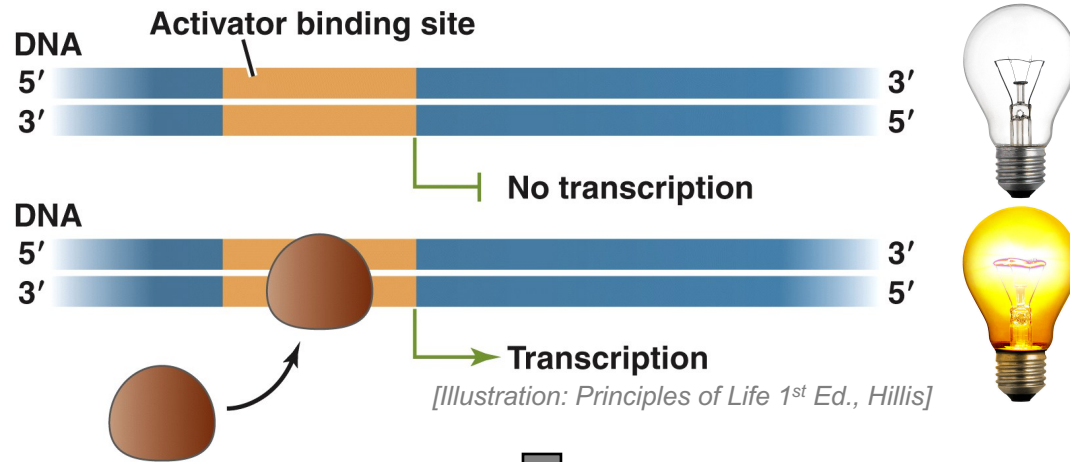 Activator binding site
DNA
5′ 3′
3′ 5′
No transcription
DNA
5′ 3′
3′ 5′
Transcription
[Illustration: Principles of Life 1st Ed., Hillis]